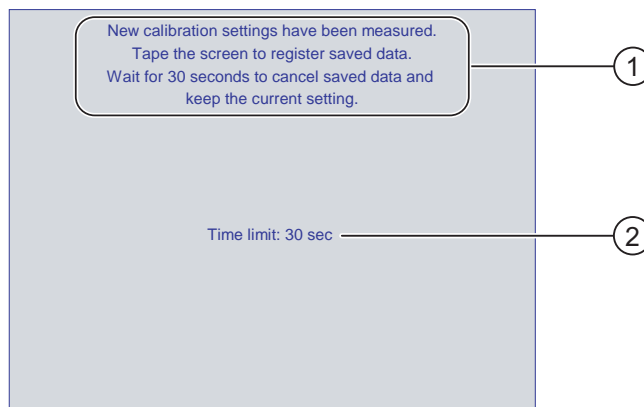 New calibration settings have been measured.
Tape the screen to register saved data.
Wait for 30 seconds to cancel saved data and
keep the current setting.
1
Time limit: 30 sec
2